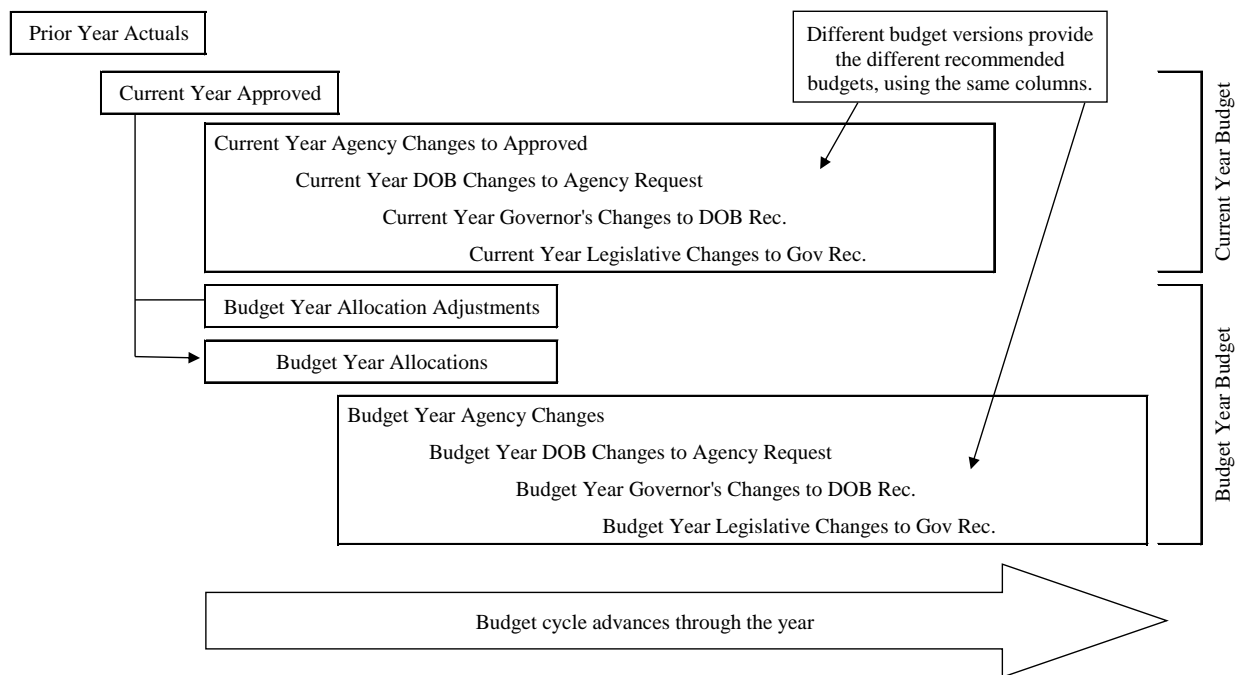 Prior Year Actuals
Different budget versions provide
the different recommended
budgets, using the same columns.
Current Year Approved
Current Year Agency Changes to Approved
Current Year DOB Changes to Agency Request
Current Year Governor's Changes to DOB Rec.
Current Year Legislative Changes to Gov Rec.
Current Year Budget
Budget Year Allocation Adjustments
Budget Year Allocations
Budget Year Agency Changes
Budget Year DOB Changes to Agency Request
Budget Year Governor's Changes to DOB Rec.
Budget Year Legislative Changes to Gov Rec.
Budget Year Budget
Budget cycle advances through the year